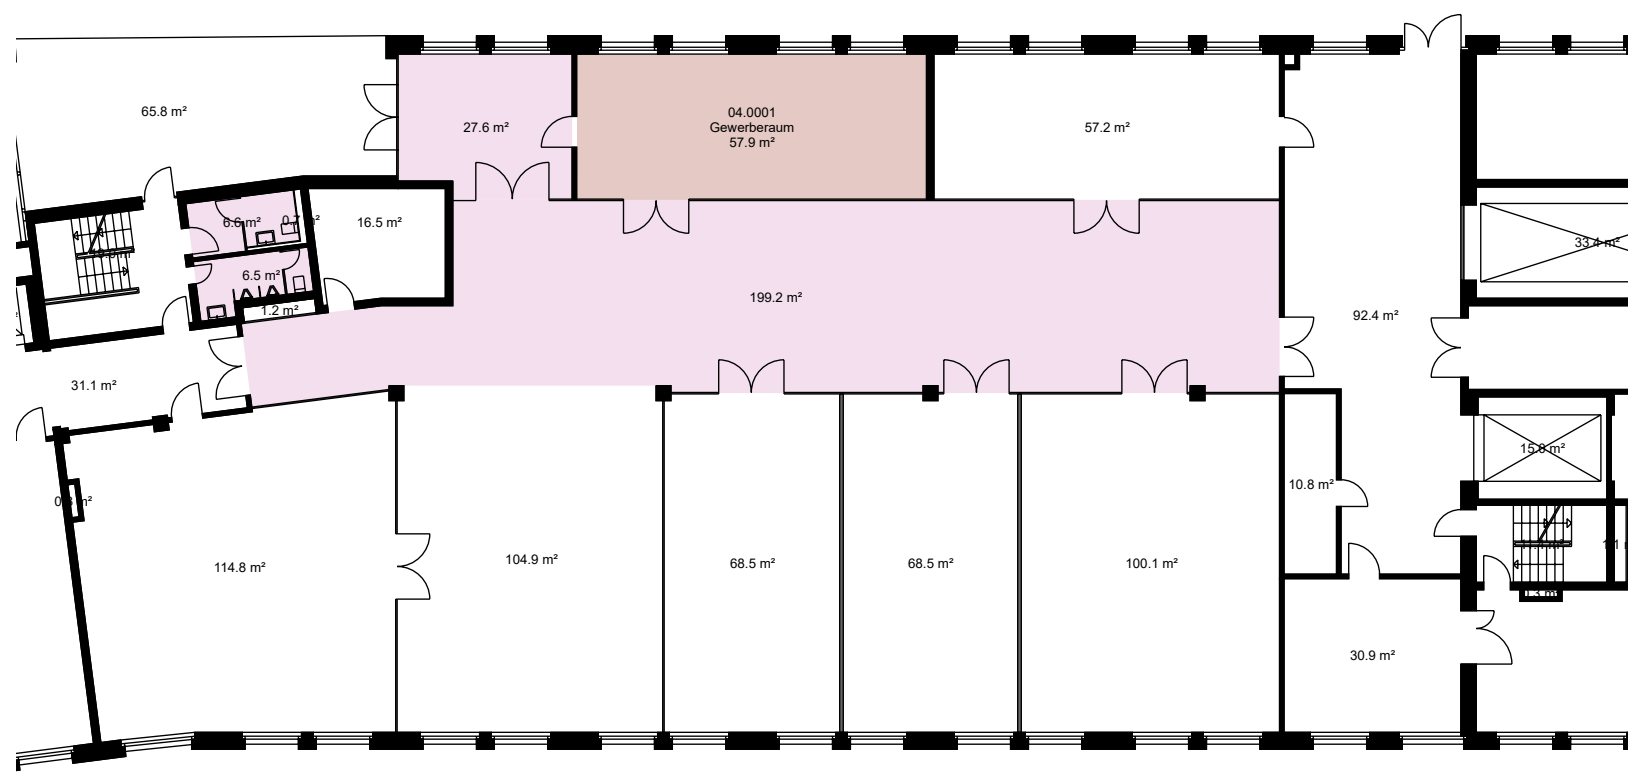 65.8 m²
27.6 m²
04.0001
Gewerberaum
57.9 m²
57.2 m²
6.6 m²
16.5 m²
33.4 m²
6.5 m²
199.2 m²
1.2 m²
92.4 m²
31.1 m²
10.8 m²
114.8 m²
104.9 m²
68.5 m²
68.5 m²
100.1 m²
30.9 m²